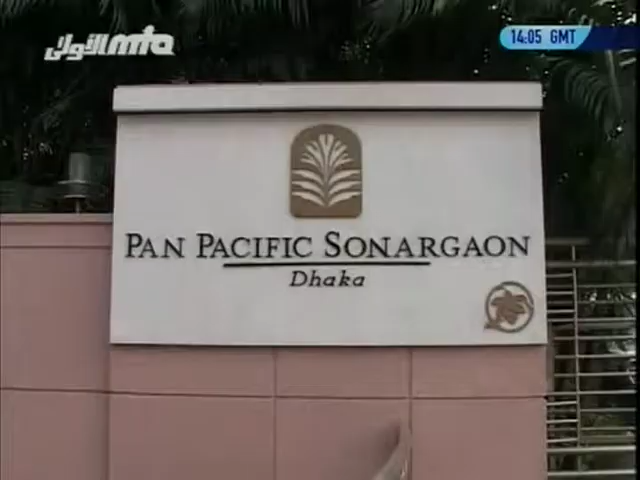 الأولى mta
14:05 GMT
PAN PACIFIC SONARGAON
Dhaka